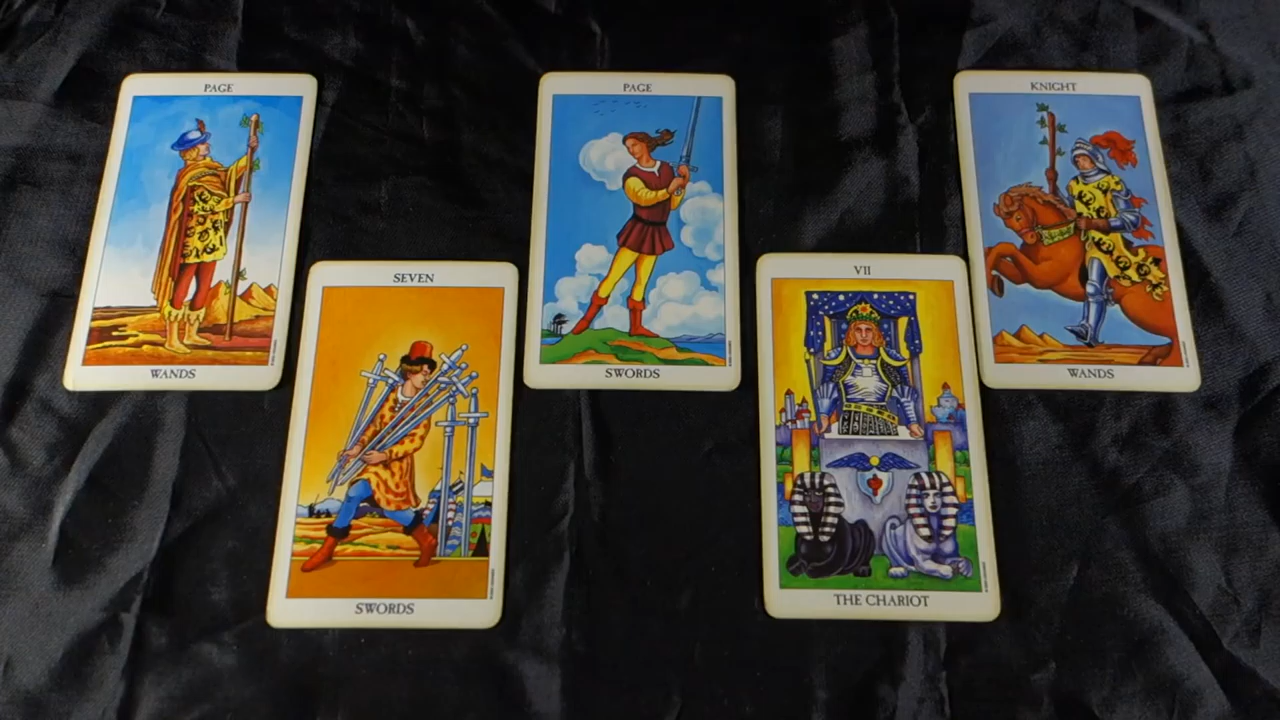 PAGE
WANDS
SEVEN
SWORDS
PAGE
SWORDS
VII
THE CHARIOT
KNIGHT
WANDS